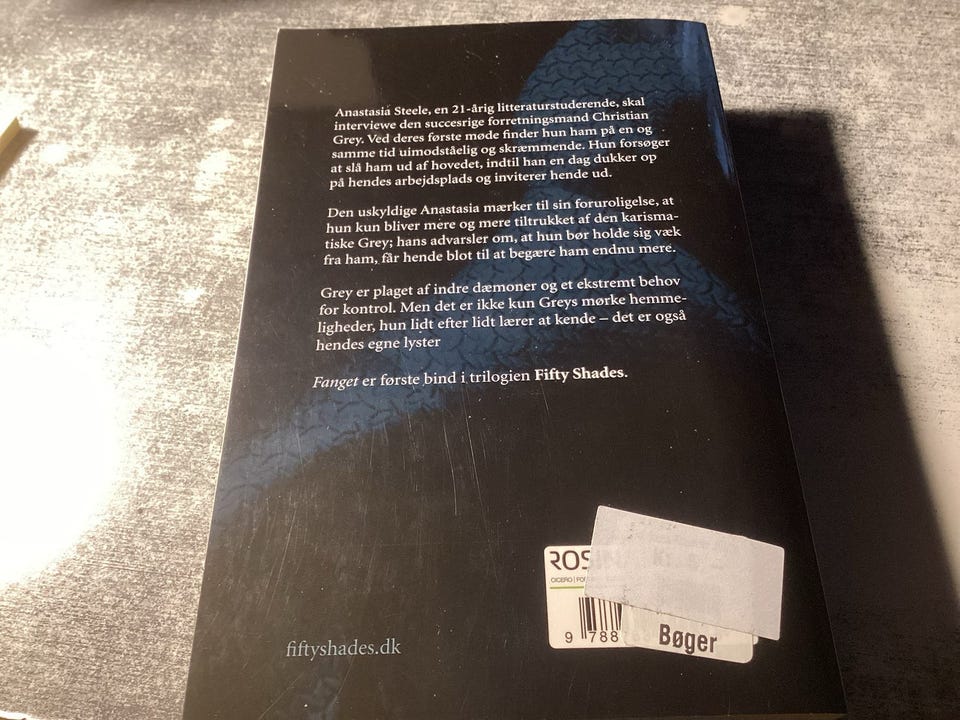 Anastasia Steele, en 21-årig litteraturstuderende, skal
interviewe den succesrige forretningsmand Christian
Grey. Ved deres første møde finder hun ham på en og
samme tid uimodståelig og skræmmende. Hun forsøger
at slå ham ud af hovedet, indtil han en dag dukker op
på hendes arbejdsplads og inviterer hende ud.
Den uskyldige Anastasia mærker til sin foruroligelse, at
hun kun bliver mere og mere tiltrukket af den karisma-
tiske Grey; hans advarsler om, at hun bør holde sig væk
fra ham, får hende blot til at begære ham endnu mere.
Grey er plaget af indre dæmoner og et ekstremt behov
for kontrol. Men det er ikke kun Greys mørke hemme-
ligheder, hun lidt efter lidt lærer at kende – det er også
hendes egne lyster
Fanget er første bind i trilogien Fifty Shades.
ROSI
CICERO
9 788
Bøger
fiftyshades.dk